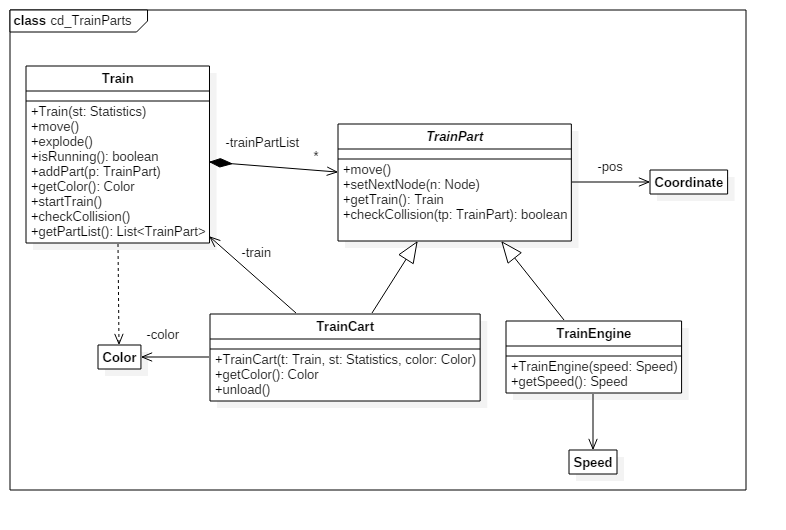 class cd_TrainParts
Train
+Train(st: Statistics)
+move()
+explode()
+isRunning(): boolean
+addPart(p: TrainPart)
+getColor(): Color
+startTrain()
+checkCollision()
+getPartList(): List<TrainPart>
-trainPartList
*
TrainPart
+move()
+setNextNode(n: Node)
+getTrain(): Train
+checkCollision(tp: TrainPart): boolean
-pos
Coordinate
-train
-color
Color
TrainCart
+TrainCart(t: Train, st: Statistics, color: Color)
+getColor(): Color
+unload()
TrainEngine
+TrainEngine(speed: Speed)
+getSpeed(): Speed
Speed